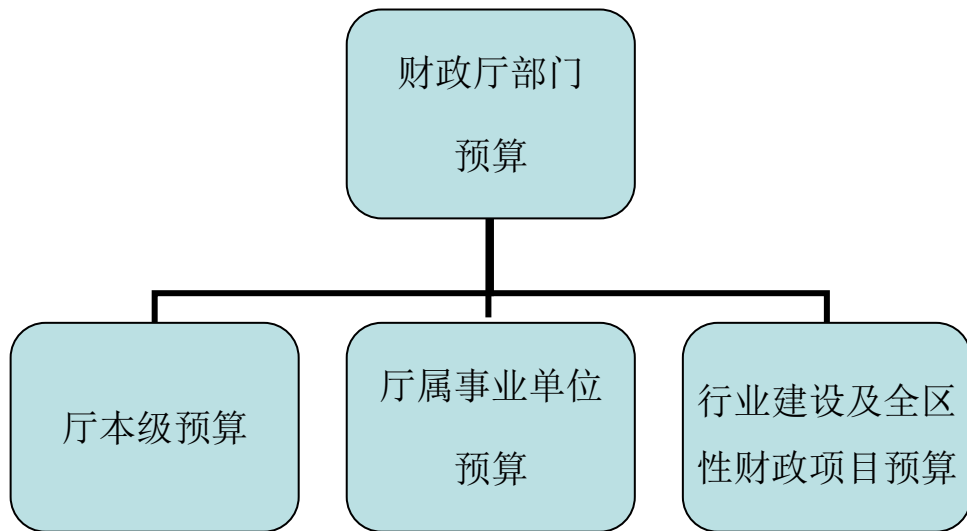 财政厅部门
预算
厅本级预算
厅属事业单位
预算
行业建设及全区
性财政项目预算